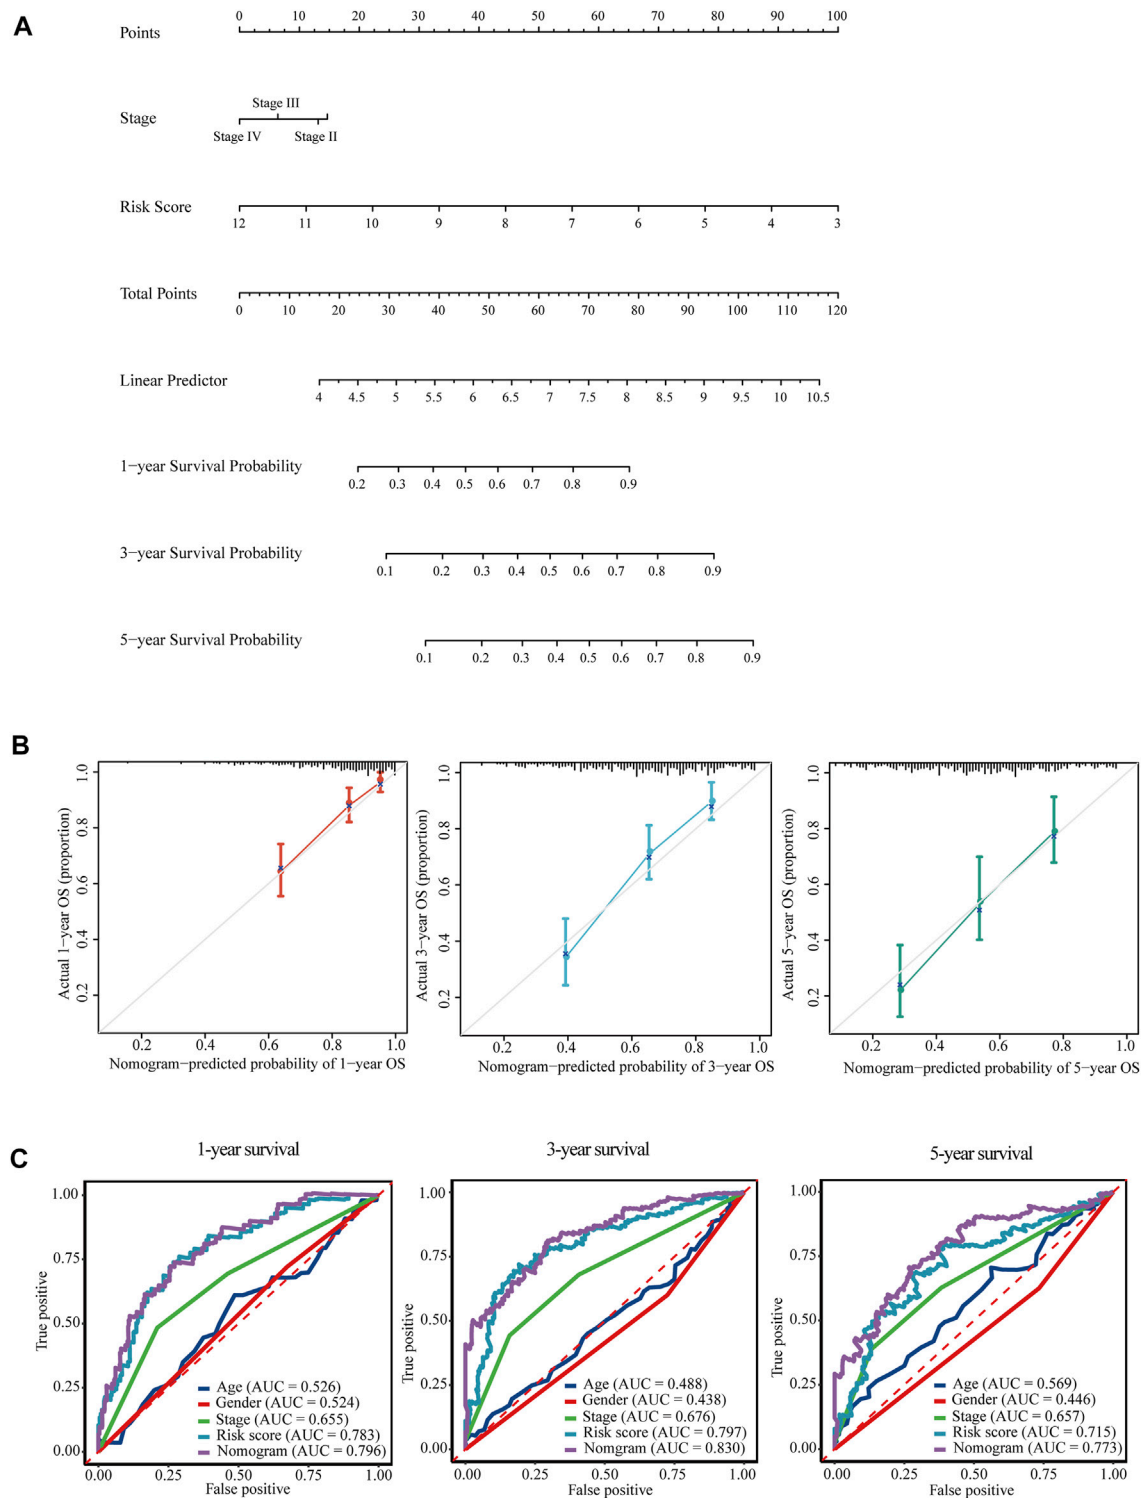 A
Points
0 10 20 30 40 50 60 70 80 90 100
Stage
Stage III
Stage IV Stage II
Risk Score
12 11 10 9 8 7 6 5 4 3
Total Points
0 10 20 30 40 50 60 70 80 90 100 110 120
Linear Predictor
4 4.5 5 5.5 6 6.5 7 7.5 8 8.5 9 9.5 10 10.5
1−year Survival Probability
0.2 0.3 0.4 0.5 0.6 0.7 0.8 0.9
3−year Survival Probability
0.1 0.2 0.3 0.4 0.5 0.6 0.7 0.8 0.9
5−year Survival Probability
0.1 0.2 0.3 0.4 0.5 0.6 0.7 0.8 0.9
B
Actual 1−year OS (proportion)
1.0
0.8
0.6
0.4
0.2
0.2 0.4 0.6 0.8 1.0
Nomogram−predicted probability of 1−year OS
Actual 3−year OS (proportion)
1.0
0.8
0.6
0.4
0.2
0.2 0.4 0.6 0.8 1.0
Nomogram−predicted probability of 3−year OS
Actual 5−year OS (proportion)
1.0
0.8
0.6
0.4
0.2
0.2 0.4 0.6 0.8 1.0
Nomogram−predicted probability of 5−year OS
C
1-year survival
True positive
1.00
0.75
0.50
0.25
0.00
Age (AUC = 0.526)
Gender (AUC = 0.524)
Stage (AUC = 0.655)
Risk score (AUC = 0.783)
Nomogram (AUC = 0.796)
0.00 0.25 0.50 0.75 1.00
False positive
3-year survival
True positive
1.00
0.75
0.50
0.25
0.00
Age (AUC = 0.488)
Gender (AUC = 0.438)
Stage (AUC = 0.676)
Risk score (AUC = 0.797)
Nomogram (AUC = 0.830)
0.00 0.25 0.50 0.75 1.00
False positive
5-year survival
True positive
1.00
0.75
0.50
0.25
0.00
Age (AUC = 0.569)
Gender (AUC = 0.446)
Stage (AUC = 0.657)
Risk score (AUC = 0.715)
Nomogram (AUC = 0.773)
0.00 0.25 0.50 0.75 1.00
False positive